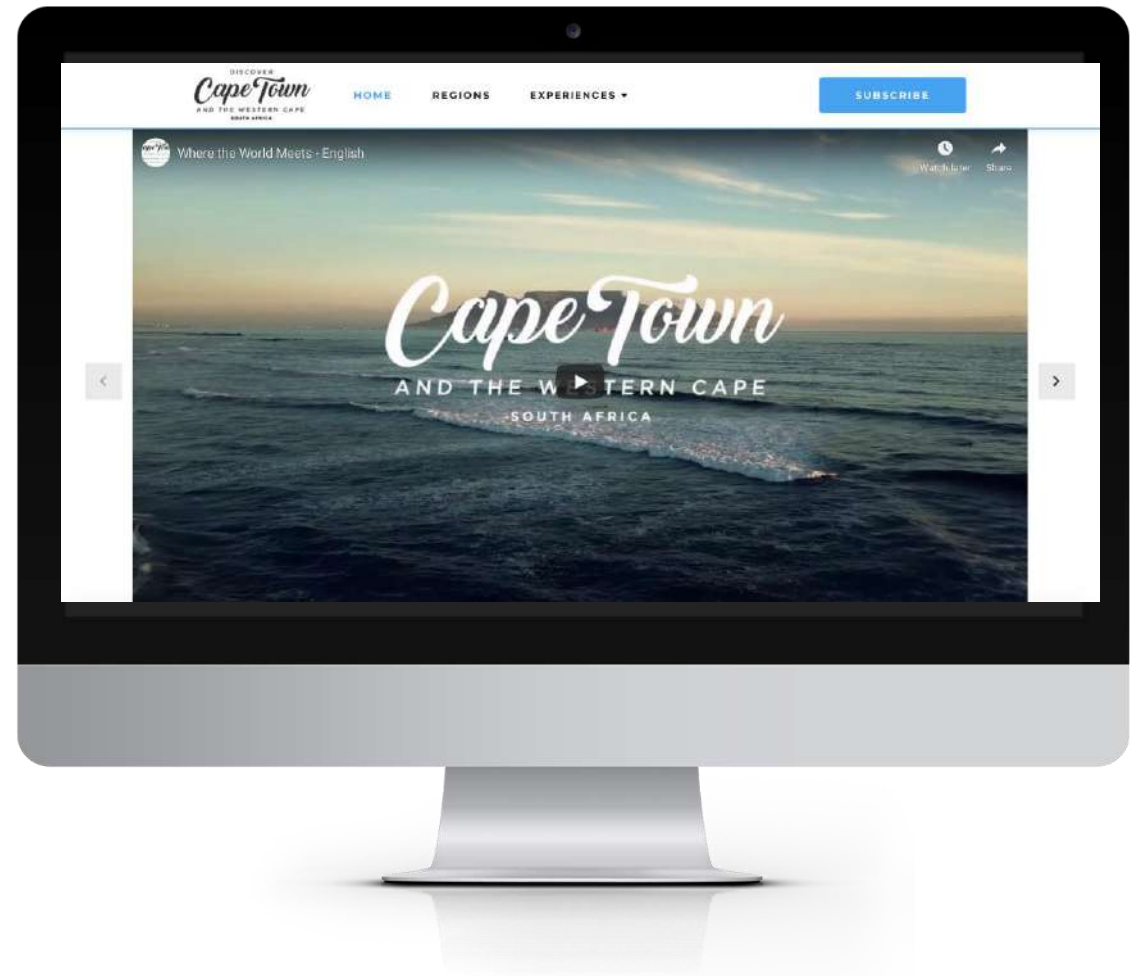 DISCOVER
Cape Town
AND THE WESTERN CAPE
SOUTH AFRICA
HOME REGIONS EXPERIENCES
SUBSCRIBE
Where the World Meets - English
Watch later Share
Cape Town
AND THE WESTERN CAPE
SOUTH AFRICA